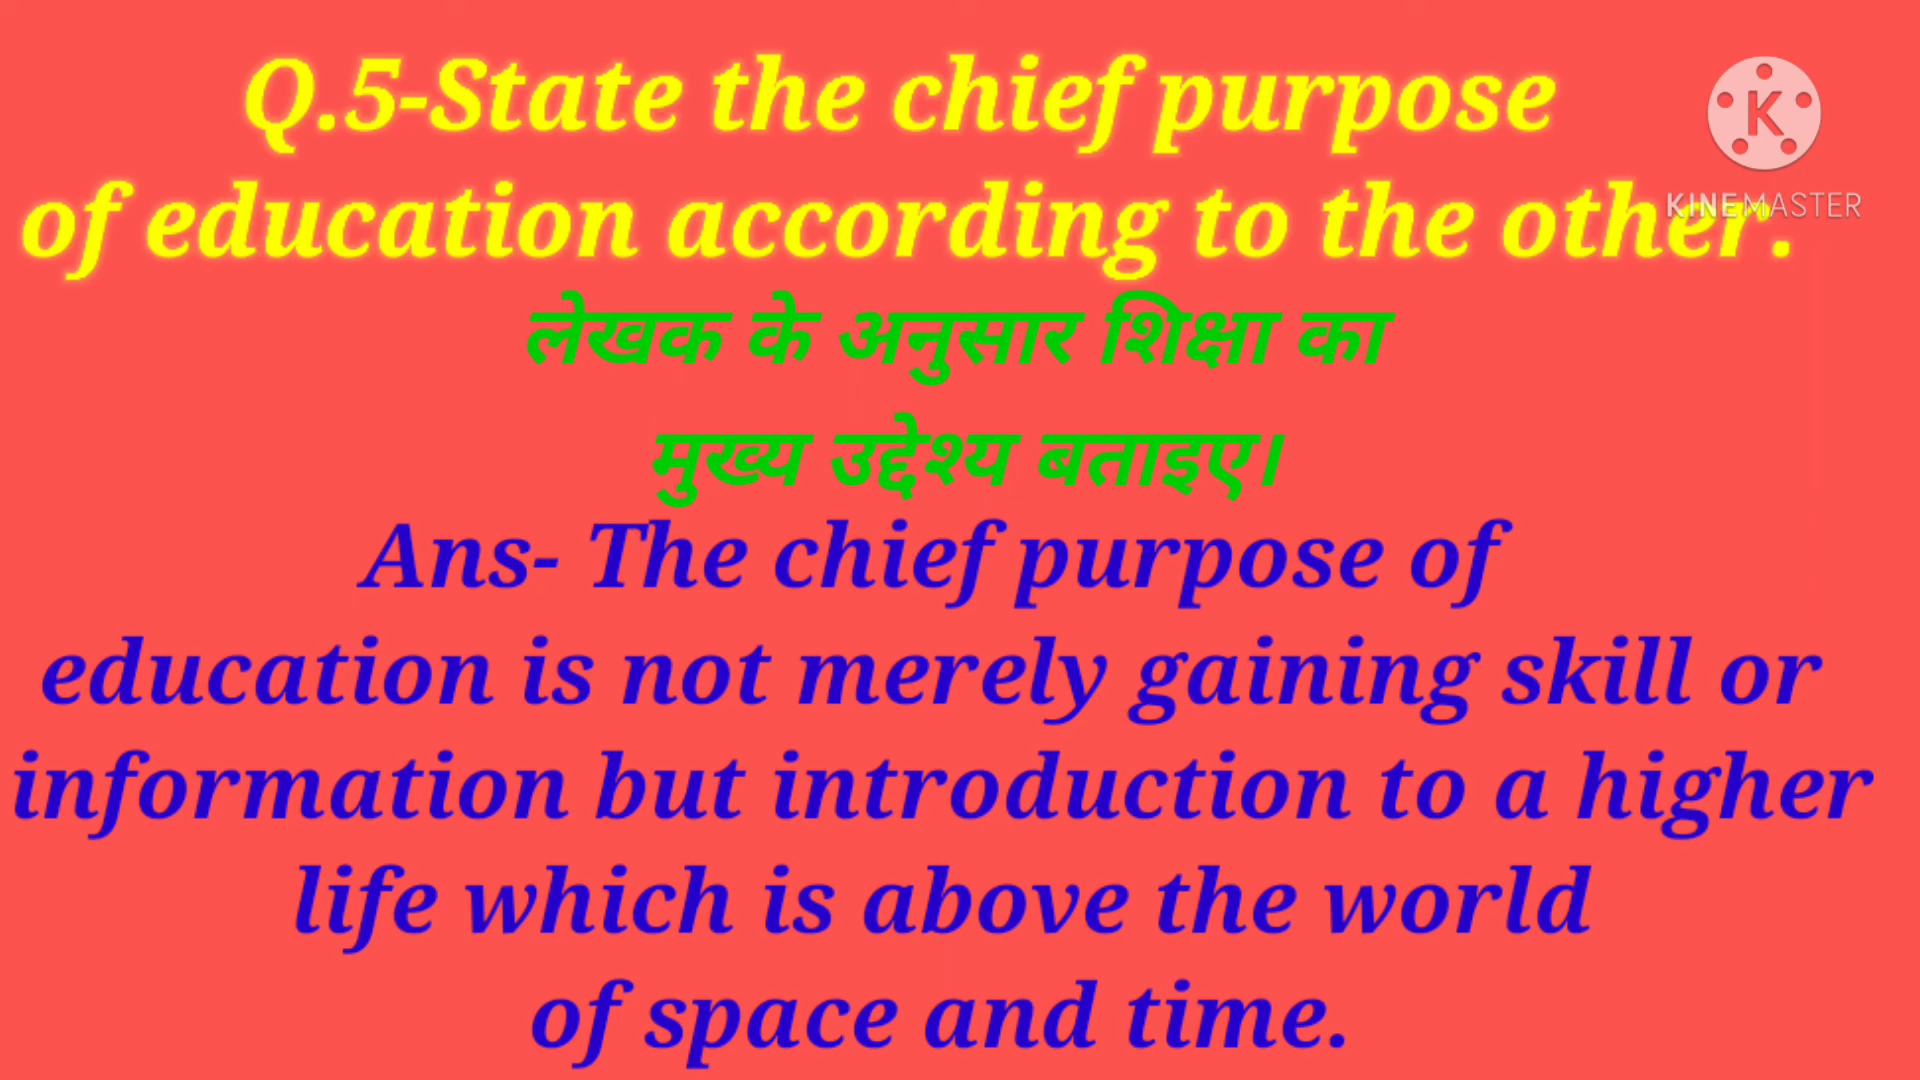 Q.5-State the chief purpose
of education according to the other.
लेखक के अनुसार शिक्षा का
मुख्य उद्देश्य बताइए।
Ans- The chief purpose of
education is not merely gaining skill or
information but introduction to a higher
life which is above the world
of space and time.
K
KINEMASTER